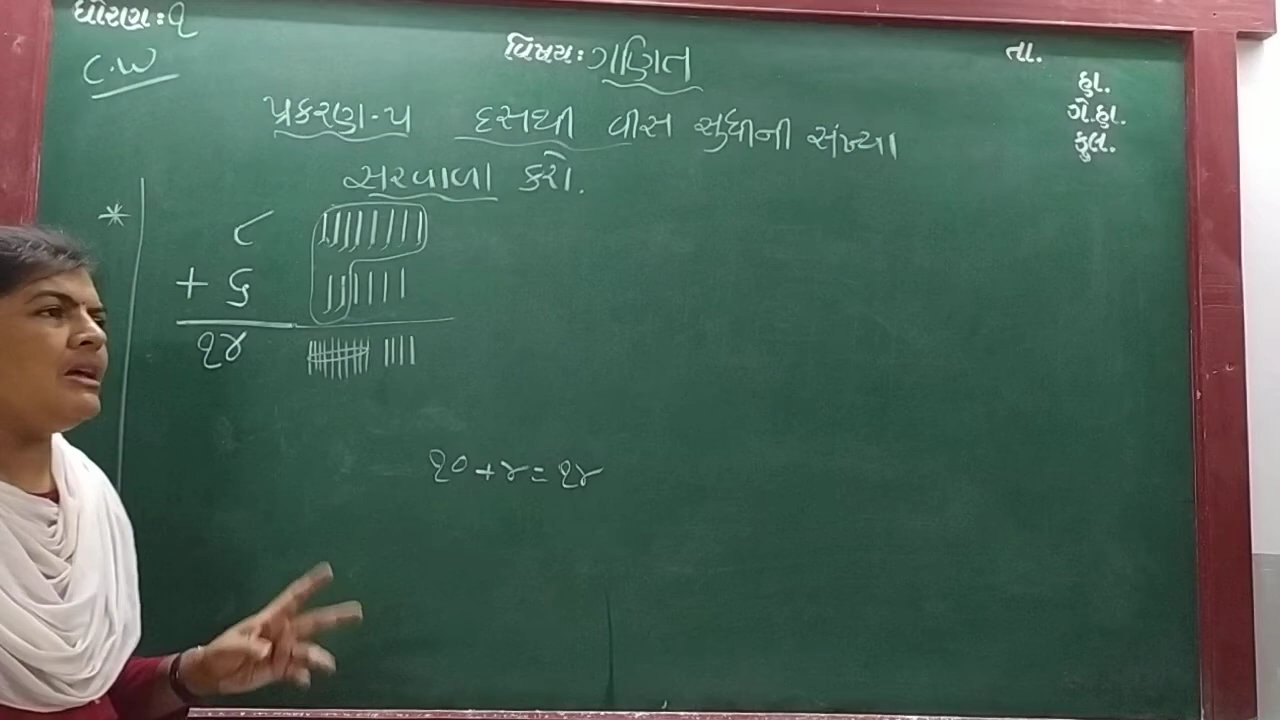 ધોરણ: ૧
C.W
વિષય: ગણિત
તા.
હા.
ગે.હા.
કુલ.
પ્રકરણ-૫ દસથી વીસ સુધીની સંખ્યા
સરવાળા કરો.
*
૮
+ ૬
૧૪
૧૦+૪=૧૪